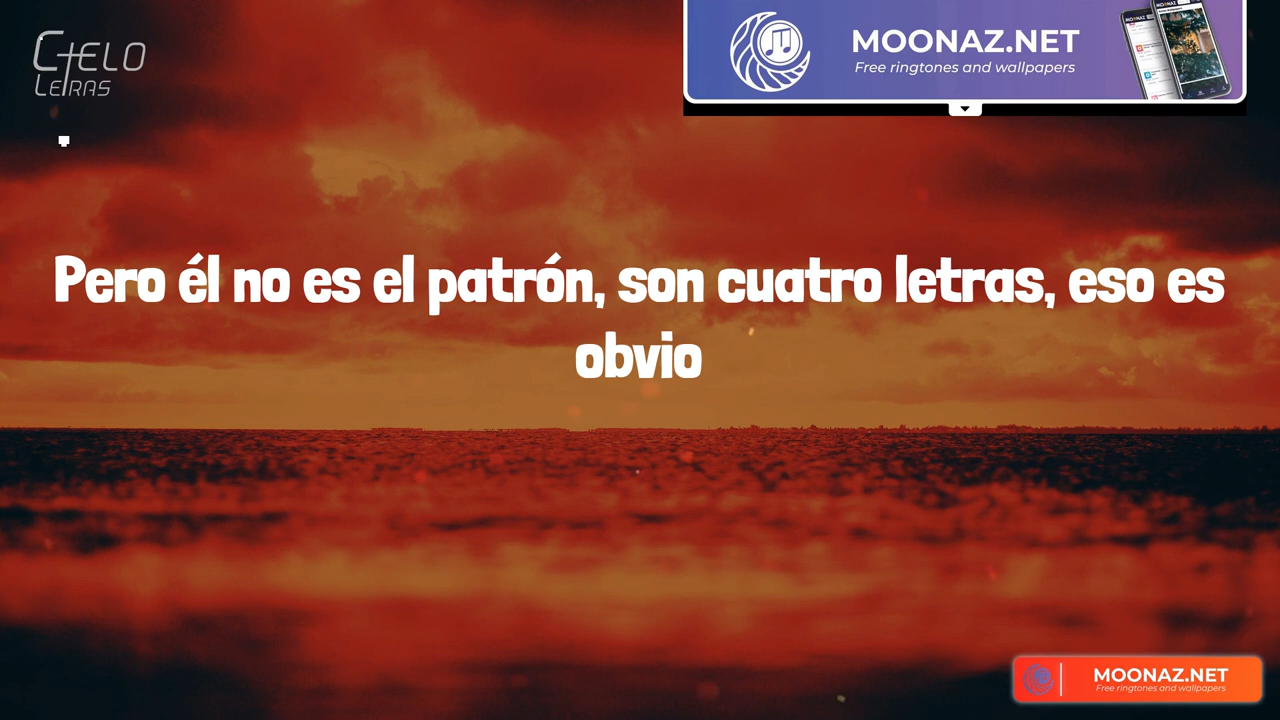 CIELO
LETRAS
MOONAZ.NET
Free ringtones and wallpapers
Pero él no es el patrón, son cuatro letras, eso es
obvio
MOONAZ.NET
Free ringtones and wallpapers